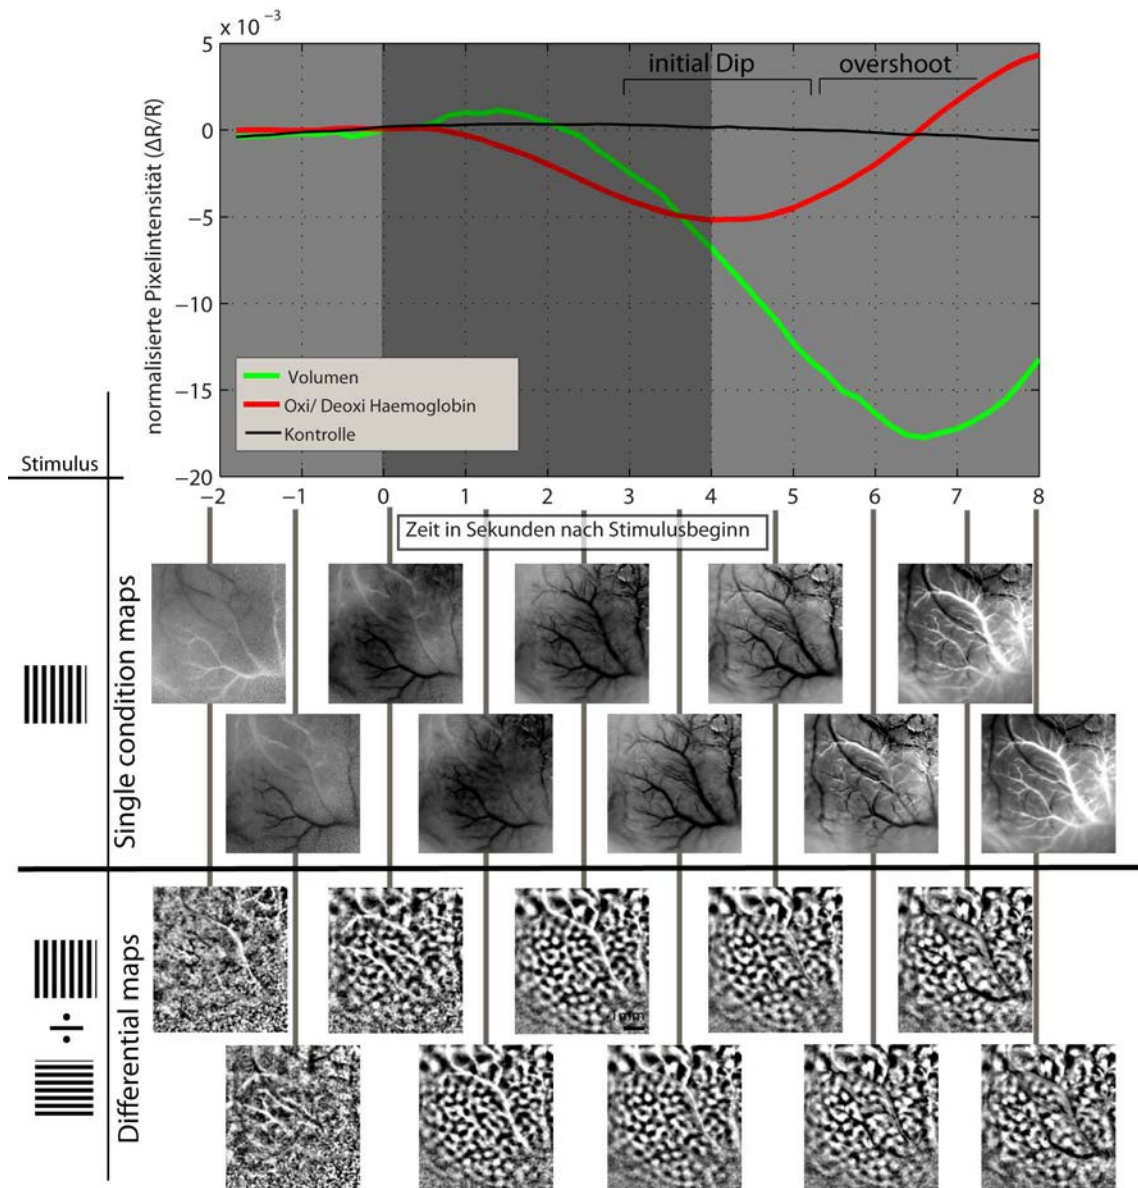 x 10⁻³
5
0
−5
−10
−15
−20
normalisierte Pixelintensität (ΔR/R)
initial Dip
overshoot
Volumen
Oxi/ Deoxi Haemoglobin
Kontrolle
−2 −1 0 1 2 3 4 5 6 7 8
Zeit in Sekunden nach Stimulusbeginn
Stimulus
Single condition maps
Differential maps
1mm